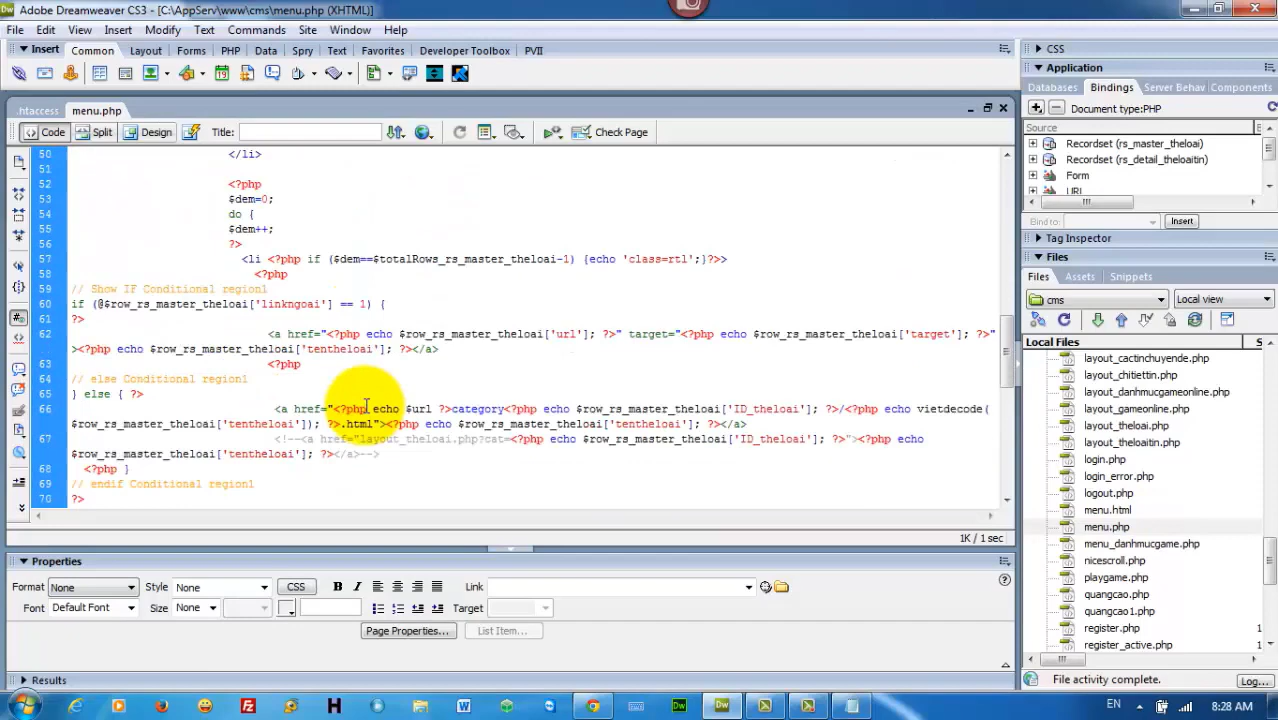 Adobe Dreamweaver CS3 - [C:\AppServ\www\cms\menu.php (XHTML)]
File Edit View Insert Modify Text Commands Site Window Help
Insert Common Layout Forms PHP Data Spry Text Favorites Developer Toolbox PVII
CSS
Application
Databases Bindings Server Behav Components
Document type:PHP
Source
Recordset (rs_master_theloai)
Recordset (rs_detail_theloaitin)
Form
URL
Bind to: Insert
Tag Inspector
Files
Files Assets Snippets
cms Local view
Local Files
layout_cactinchuyende.php
layout_chitiettin.php
layout_danhmucgameonline.php
layout_gameonline.php
layout_theloai.php
layout_theloaitin.php
login.php
login_error.php
logout.php
menu.html
menu.php
menu_danhmucgame.php
nicescroll.php
playgame.php
quangcao.php
quangcao1.php
register.php 1
register_active.php 1
File activity complete. Log...
.htaccess menu.php
Code Split Design Title: Check Page
50 </li>
51
52 <?php
53 $dem=0;
54 do {
55 $dem++;
56 ?>
57 <li <?php if ($dem==$totalRows_rs_master_theloai-1) {echo 'class=rtl';}?>>
58 <?php
59 // Show IF Conditional region1
60 if (@$row_rs_master_theloai['linkngoai'] == 1) {
61 ?>
62 <a href="<?php echo $row_rs_master_theloai['url']; ?>" target="<?php echo $row_rs_master_theloai['target']; ?>"
><?php echo $row_rs_master_theloai['tentheloai']; ?></a>
63 <?php
64 // else Conditional region1
65 } else { ?>
66 <a href="<?php echo $url ?>category<?php echo $row_rs_master_theloai['ID_theloai']; ?>/<?php echo vietdecode(
$row_rs_master_theloai['tentheloai']); ?>.html"><?php echo $row_rs_master_theloai['tentheloai']; ?></a>
67 <!--<a href="layout_theloai.php?cat=<?php echo $row_rs_master_theloai['ID_theloai']; ?>"><?php echo
$row_rs_master_theloai['tentheloai']; ?></a>-->
68 <?php }
69 // endif Conditional region1
70 ?>
1K / 1 sec
Properties
Format None Style None CSS B I Link
Font Default Font Size None Target
Page Properties... List Item...
Results
EN 8:28 AM